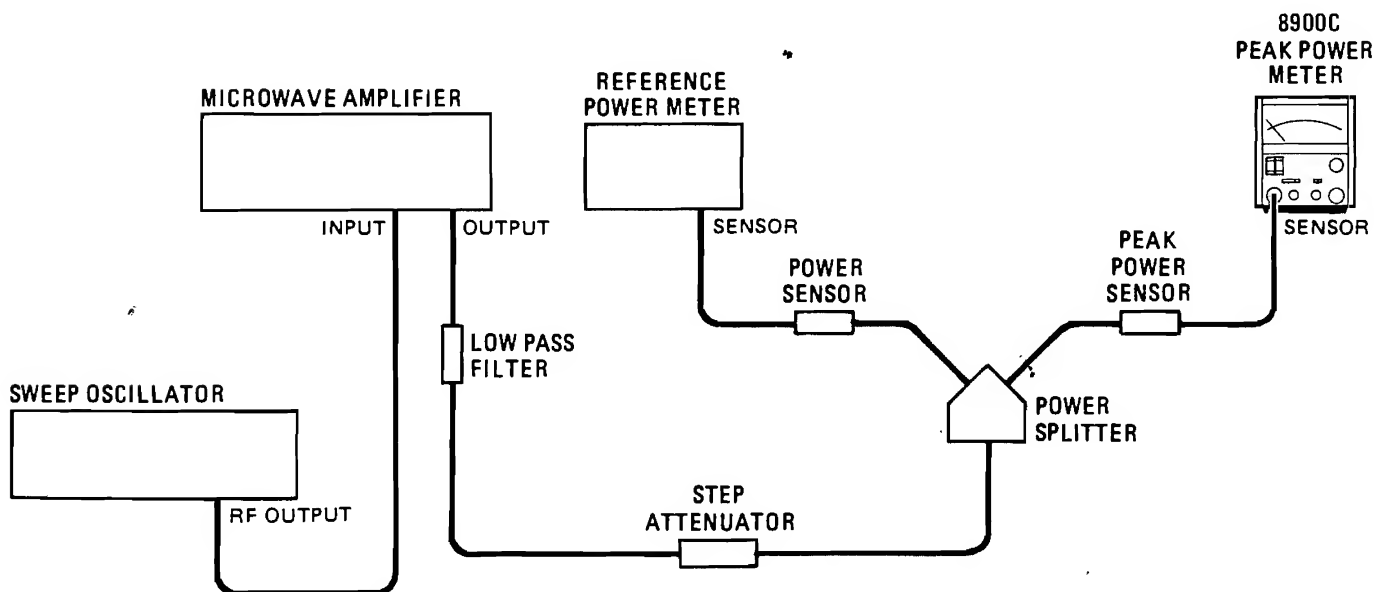 8900C
PEAK POWER
METER
REFERENCE
POWER METER
MICROWAVE AMPLIFIER
INPUT
OUTPUT
SENSOR
SENSOR
PEAK
POWER
SENSOR
POWER
SENSOR
LOW PASS
FILTER
SWEEP OSCILLATOR
POWER
SPLITTER
RF OUTPUT
STEP
ATTENUATOR